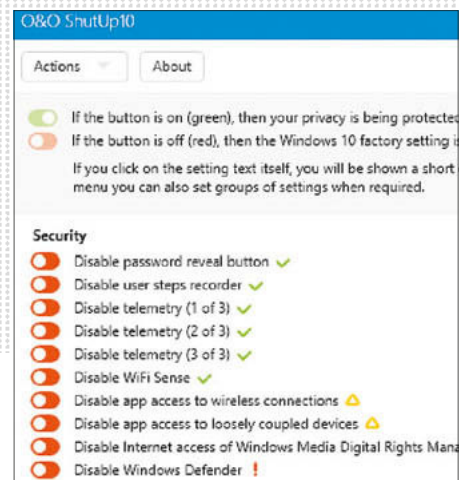 O&O ShutUp10
Actions About
If the button is on (green), then your privacy is being protected
If the button is off (red), then the Windows 10 factory setting is
If you click on the setting text itself, you will be shown a short
menu you can also set groups of settings when required.
Security
Disable password reveal button
Disable user steps recorder
Disable telemetry (1 of 3)
Disable telemetry (2 of 3)
Disable telemetry (3 of 3)
Disable WiFi Sense
Disable app access to wireless connections
Disable app access to loosely coupled devices
Disable Internet access of Windows Media Digital Rights Mana
Disable Windows Defender !